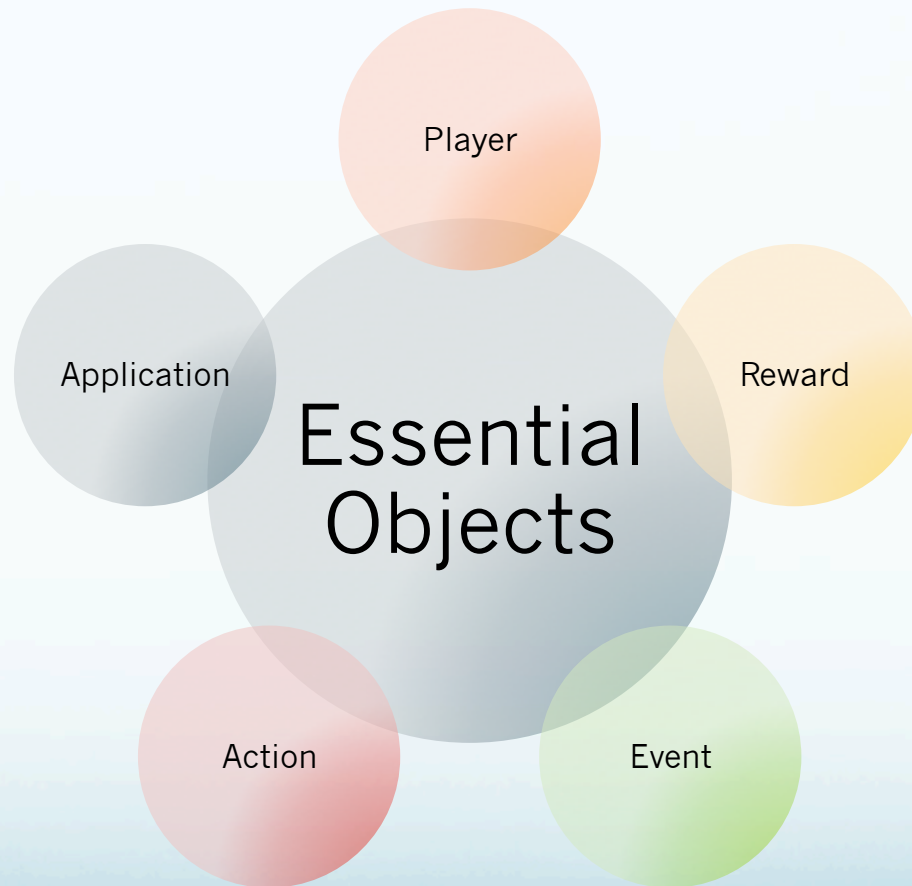 Player
Application
Reward
Essential
Objects
Action
Event